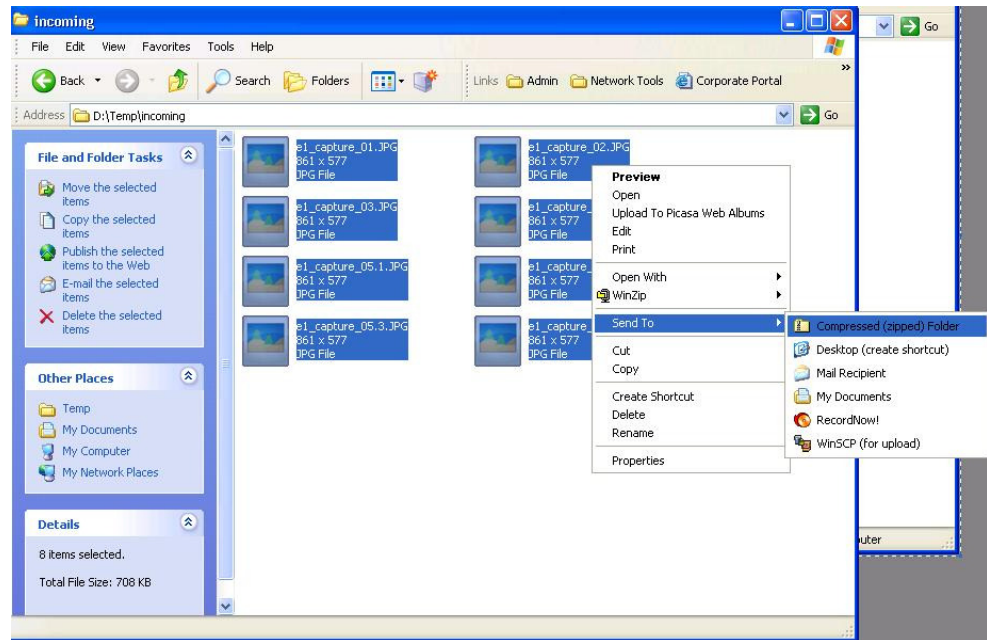 incoming
File Edit View Favorites Tools Help
Back Search Folders Links Admin Network Tools Corporate Portal »
Address D:\Temp\incoming Go
Go
File and Folder Tasks
Move the selected
items
Copy the selected
items
Publish the selected
items to the Web
E-mail the selected
items
Delete the selected
items
Other Places
Temp
My Documents
My Computer
My Network Places
Details
8 items selected.
Total File Size: 708 KB
e1_capture_01.JPG
861 x 577
JPG File
e1_capture_02.JPG
861 x 577
JPG File
e1_capture_03.JPG
861 x 577
JPG File
e1_capture_
861 x 577
JPG File
e1_capture_05.1.JPG
861 x 577
JPG File
e1_capture_
861 x 577
JPG File
e1_capture_05.3.JPG
861 x 577
JPG File
e1_capture_
861 x 577
JPG File
Preview
Open
Upload To Picasa Web Albums
Edit
Print
Open With
WinZip
Send To
Cut
Copy
Create Shortcut
Delete
Rename
Properties
Compressed (zipped) Folder
Desktop (create shortcut)
Mail Recipient
My Documents
RecordNow!
WinSCP (for upload)
uter